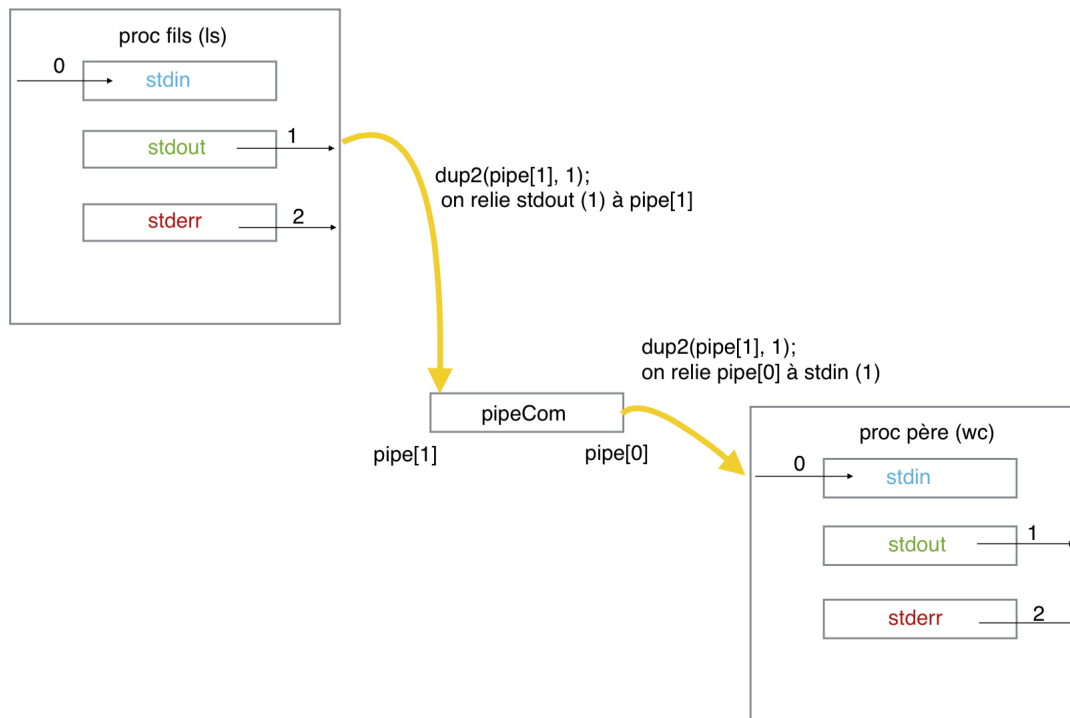 proc fils (ls)
0
stdin
1
stdout
2
stderr
dup2(pipe[1], 1);
on relie stdout (1) à pipe[1]
dup2(pipe[1], 1);
on relie pipe[0] à stdin (1)
pipeCom
pipe[1]
pipe[0]
proc père (wc)
0
stdin
1
stdout
2
stderr